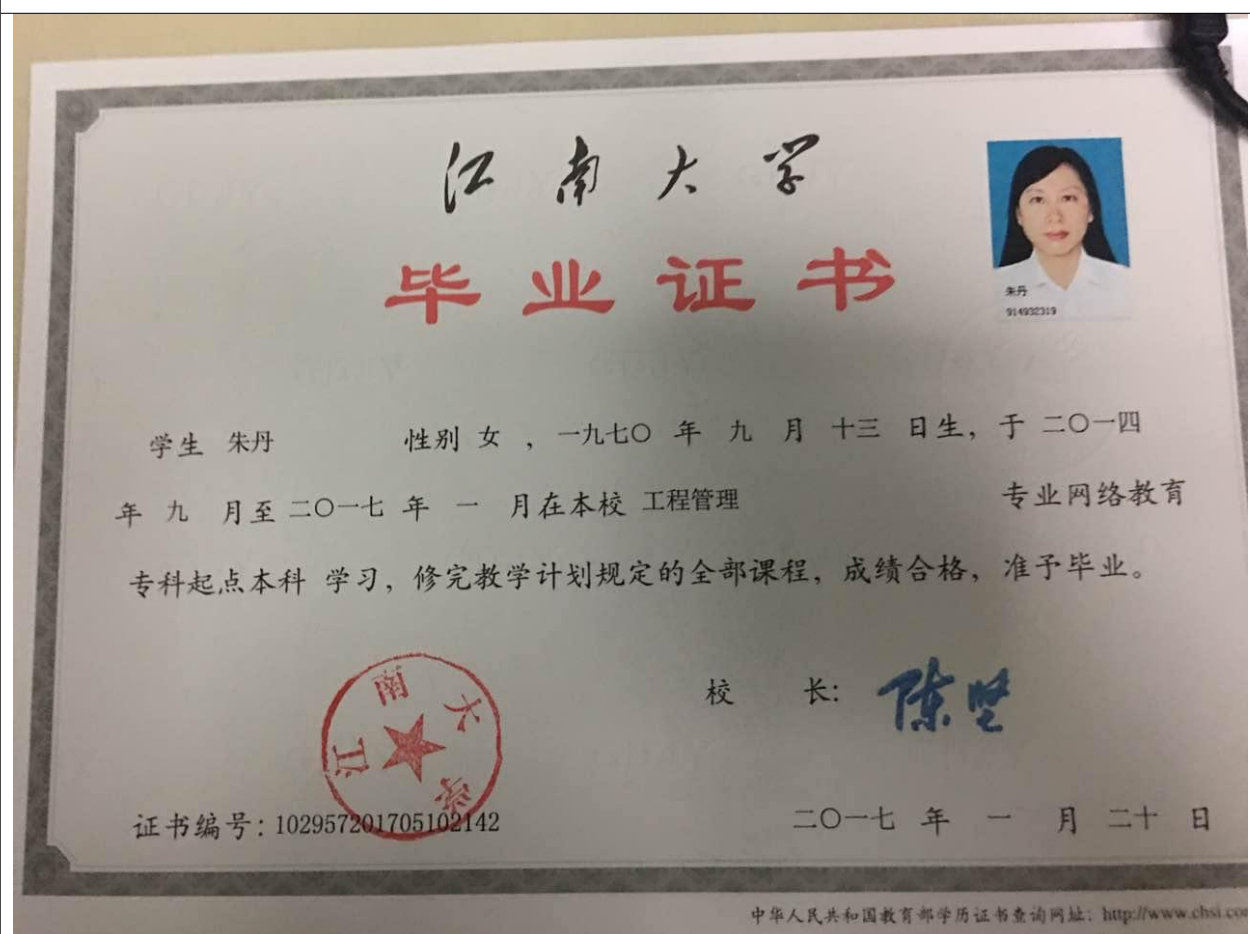 江南大学
毕业证书
朱丹
914932319
学生 朱丹 性别 女 ，一九七〇 年 九 月 十三 日生，于 二〇一四
年 九 月至 二〇一七 年 一 月在本校 工程管理 专业网络教育
专科起点本科 学习，修完教学计划规定的全部课程，成绩合格，准予毕业。
江南大学
校 长：陈坚
证书编号：102957201705102142
二〇一七 年 一 月 二十 日
中华人民共和国教育部学历证书查询网址：http://www.chsi.com